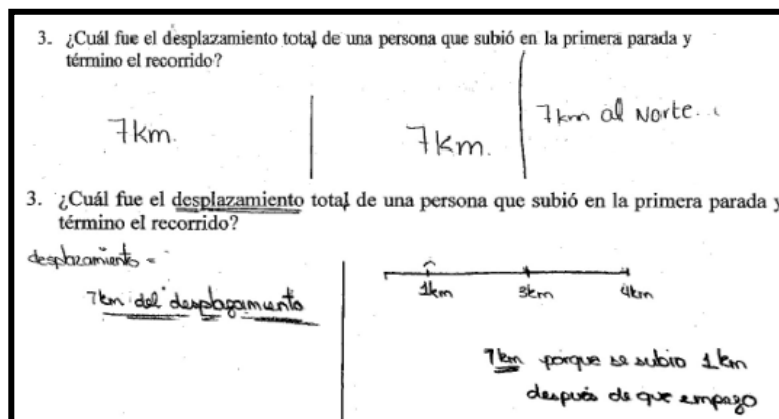 3. ¿Cuál fue el desplazamiento total de una persona que subió en la primera parada y
término el recorrido?
7km.
7km.
7km al Norte..
3. ¿Cuál fue el desplazamiento total de una persona que subió en la primera parada y
término el recorrido?
desplazamiento =
7km del desplazamiento
1km 3km 4km
7km porque se subio 1km
después de que empezo